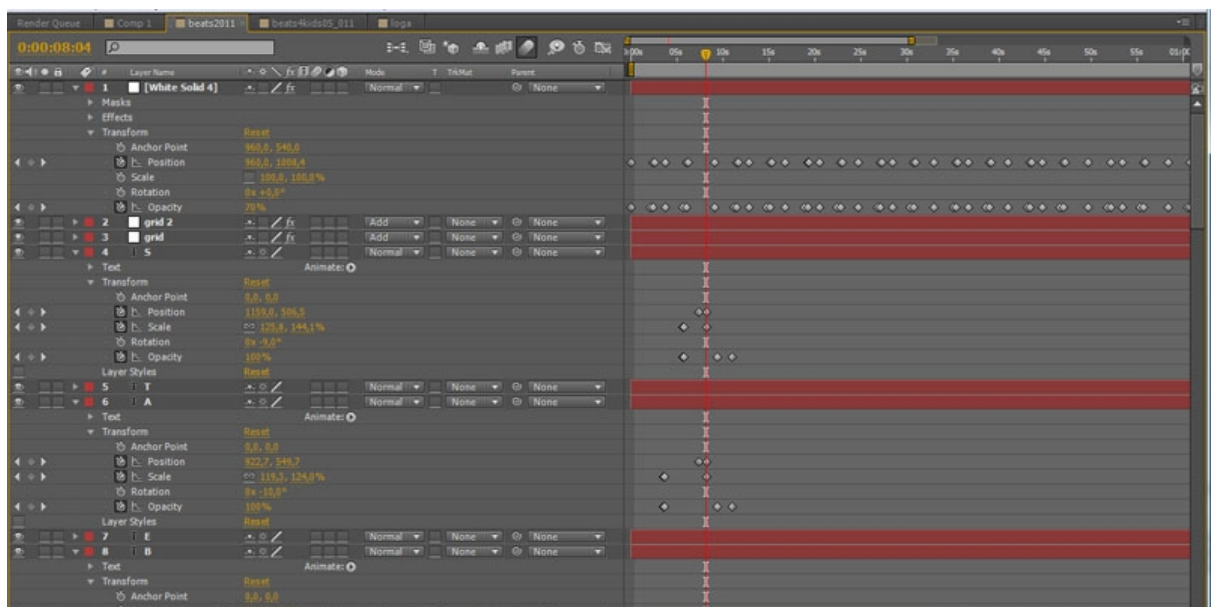 Render Queue Comp 1 beats2011 beats4kids05_011 loga
0:00:08:04
00s 05s 10s 15s 20s 25s 30s 35s 40s 45s 50s 55s 01:0
# Layer Name Mode T TrkMat Parent
1 [White Solid 4] Normal None
Masks
Effects
Transform Reset
Anchor Point 960,0, 540,0
Position 960,0, 1008,4
Scale 100,0, 100,0%
Rotation 0x +0,0°
Opacity 70%
2 grid 2 Add None None
3 grid Add None None
4 T S Normal None None
Text Animate:
Transform Reset
Anchor Point 0,0, 0,0
Position 1159,0, 506,5
Scale 125,8, 144,1%
Rotation 0x -9,0°
Opacity 100%
Layer Styles Reset
5 T T Normal None None
6 T A Normal None None
Text Animate:
Transform Reset
Anchor Point 0,0, 0,0
Position 922,7, 549,7
Scale 119,3, 124,0%
Rotation 0x -10,0°
Opacity 100%
Layer Styles Reset
7 T E Normal None None
8 T B Normal None None
Text Animate:
Transform Reset
Anchor Point 0,0, 0,0